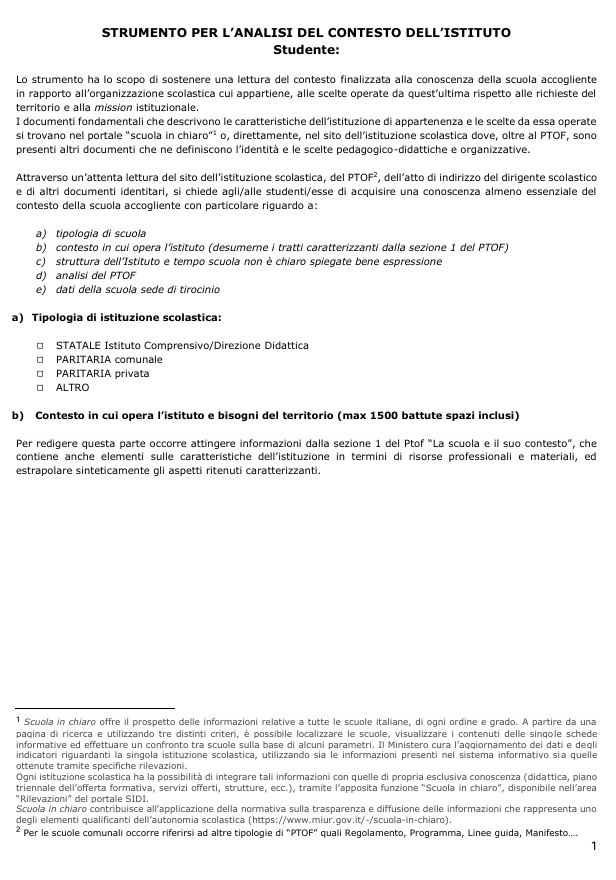 STRUMENTO PER L’ANALISI DEL CONTESTO DELL’ISTITUTO
Studente:
Lo strumento ha lo scopo di sostenere una lettura del contesto finalizzata alla conoscenza della scuola accogliente
in rapporto all’organizzazione scolastica cui appartiene, alle scelte operate da quest’ultima rispetto alle richieste del
territorio e alla mission istituzionale.
I documenti fondamentali che descrivono le caratteristiche dell’istituzione di appartenenza e le scelte da essa operate
si trovano nel portale “scuola in chiaro”1 o, direttamente, nel sito dell’istituzione scolastica dove, oltre al PTOF, sono
presenti altri documenti che ne definiscono l’identità e le scelte pedagogico-didattiche e organizzative.
Attraverso un’attenta lettura del sito dell’istituzione scolastica, del PTOF2, dell’atto di indirizzo del dirigente scolastico
e di altri documenti identitari, si chiede agli/alle studenti/esse di acquisire una conoscenza almeno essenziale del
contesto della scuola accogliente con particolare riguardo a:
a) tipologia di scuola
b) contesto in cui opera l’istituto (desumerne i tratti caratterizzanti dalla sezione 1 del PTOF)
c) struttura dell’Istituto e tempo scuola non è chiaro spiegate bene espressione
d) analisi del PTOF
e) dati della scuola sede di tirocinio
a) Tipologia di istituzione scolastica:
□ STATALE Istituto Comprensivo/Direzione Didattica
□ PARITARIA comunale
□ PARITARIA privata
□ ALTRO
b) Contesto in cui opera l’istituto e bisogni del territorio (max 1500 battute spazi inclusi)
Per redigere questa parte occorre attingere informazioni dalla sezione 1 del Ptof “La scuola e il suo contesto”, che
contiene anche elementi sulle caratteristiche dell’istituzione in termini di risorse professionali e materiali, ed
estrapolare sinteticamente gli aspetti ritenuti caratterizzanti.
1 Scuola in chiaro offre il prospetto delle informazioni relative a tutte le scuole italiane, di ogni ordine e grado. A partire da una
pagina di ricerca e utilizzando tre distinti criteri, è possibile localizzare le scuole, visualizzare i contenuti delle singole schede
informative ed effettuare un confronto tra scuole sulla base di alcuni parametri. Il Ministero cura l’aggiornamento dei dati e degli
indicatori riguardanti la singola istituzione scolastica, utilizzando sia le informazioni presenti nel sistema informativo sia quelle
ottenute tramite specifiche rilevazioni.
Ogni istituzione scolastica ha la possibilità di integrare tali informazioni con quelle di propria esclusiva conoscenza (didattica, piano
triennale dell’offerta formativa, servizi offerti, strutture, ecc.), tramite l’apposita funzione “Scuola in chiaro”, disponibile nell’area
“Rilevazioni” del portale SIDI.
Scuola in chiaro contribuisce all’applicazione della normativa sulla trasparenza e diffusione delle informazioni che rappresenta uno
degli elementi qualificanti dell’autonomia scolastica (https://www.miur.gov.it/-/scuola-in-chiaro).
2 Per le scuole comunali occorre riferirsi ad altre tipologie di “PTOF” quali Regolamento, Programma, Linee guida, Manifesto….
1